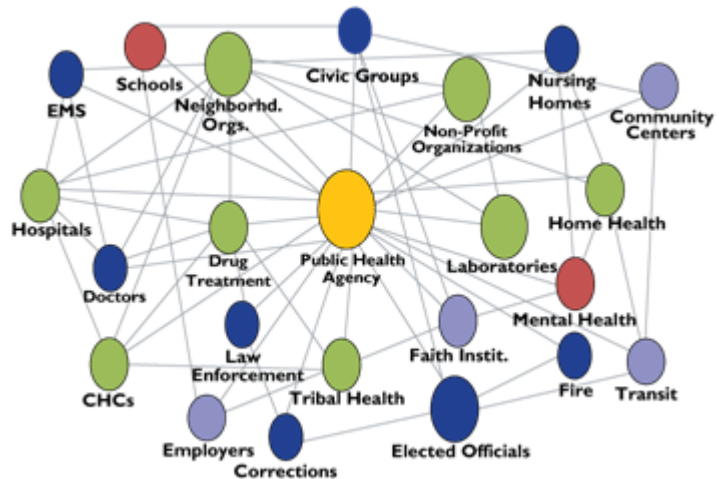 Civic Groups
Schools
EMS
Neighborhd.
Orgs.
Nursing
Homes
Community
Centers
Non-Profit
Organizations
Hospitals
Home Health
Drug
Treatment
Public Health
Agency
Laboratories
Doctors
Mental Health
Law
Enforcement
Faith Instit.
CHCs
Tribal Health
Fire
Transit
Employers
Corrections
Elected Officials